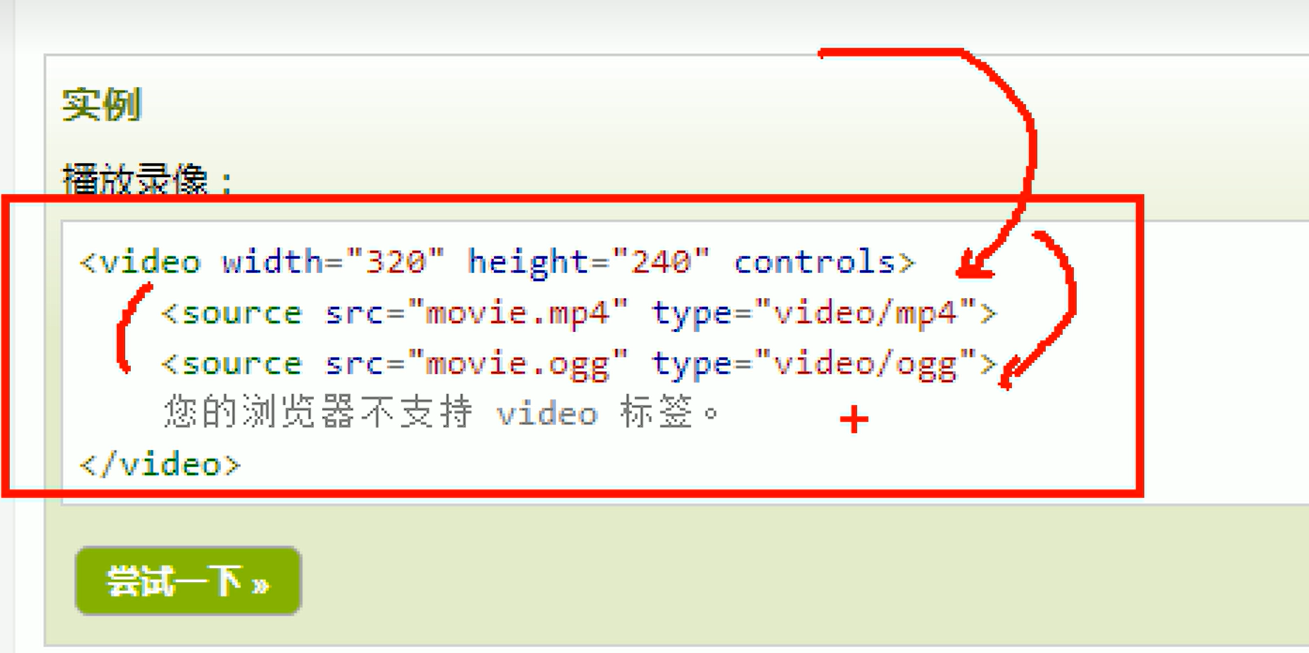 实例
播放录像：
<video width="320" height="240" controls>
<source src="movie.mp4" type="video/mp4">
<source src="movie.ogg" type="video/ogg">
您的浏览器不支持 video 标签。
</video>
尝试一下 »